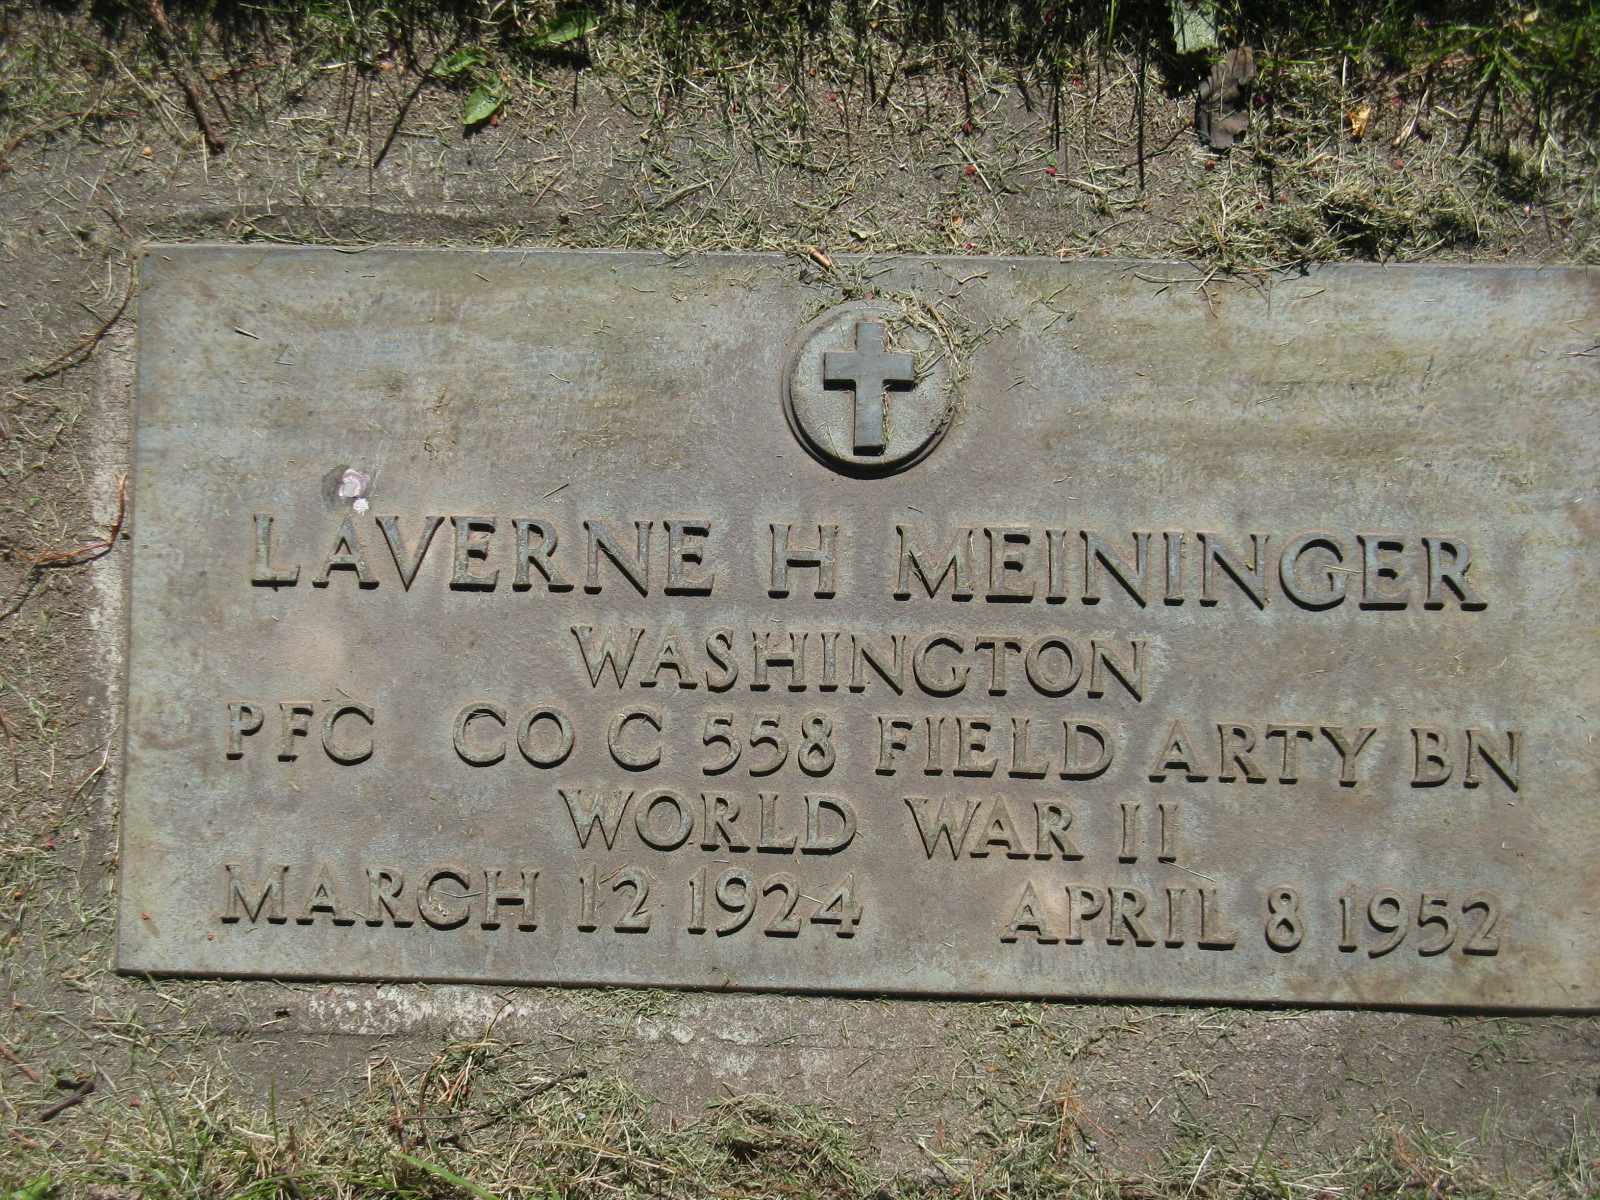 LAVERNE H MEININGER
WASHINGTON
PFC CO C 558 FIELD ARTY BN
WORLD WAR II
MARCH 12 1924 APRIL 8 1952